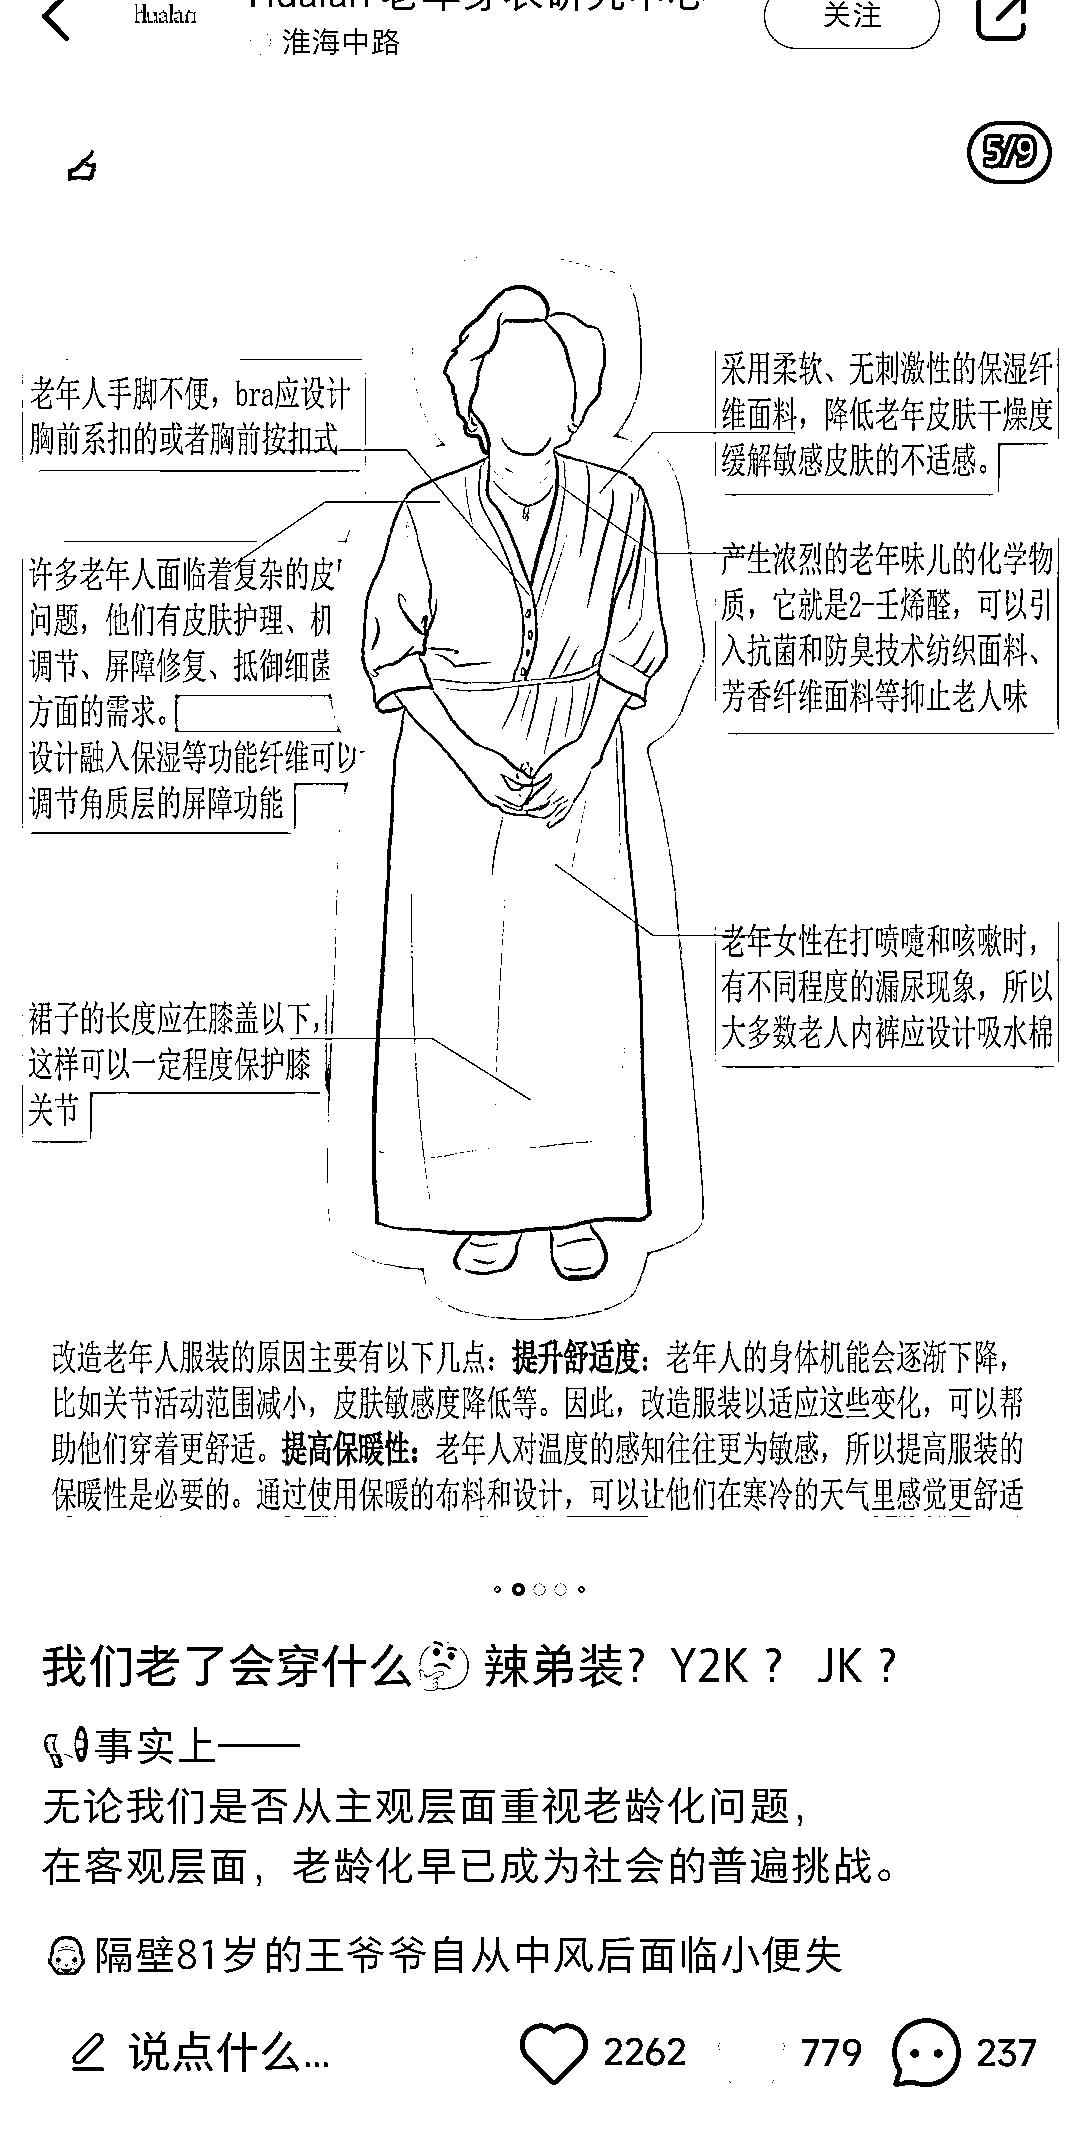 Hualan
Hualan老年穿衣研究中心
关注
淮海中路
5/9
老年人手脚不便，bra应设计
胸前系扣的或者胸前按扣式
采用柔软、无刺激性的保湿纤
维面料，降低老年皮肤干燥度
缓解敏感皮肤的不适感。
许多老年人面临着复杂的皮
问题，他们有皮肤护理、机
调节、屏障修复、抵御细菌
方面的需求。
设计融入保湿等功能纤维可以
调节角质层的屏障功能
产生浓烈的老年味儿的化学物
质，它就是2-壬烯醛，可以引
入抗菌和防臭技术纺织面料、
芳香纤维面料等抑止老人味
老年女性在打喷嚏和咳嗽时，
有不同程度的漏尿现象，所以
大多数老人内裤应设计吸水棉
裙子的长度应在膝盖以下，
这样可以一定程度保护膝
关节
改造老年人服装的原因主要有以下几点：提升舒适度：老年人的身体机能会逐渐下降，
比如关节活动范围减小，皮肤敏感度降低等。因此，改造服装以适应这些变化，可以帮
助他们穿着更舒适。提高保暖性：老年人对温度的感知往往更为敏感，所以提高服装的
保暖性是必要的。通过使用保暖的布料和设计，可以让他们在寒冷的天气里感觉更舒适
我们老了会穿什么🤔辣弟装？Y2K？ JK？
📢事实上——
无论我们是否从主观层面重视老龄化问题，
在客观层面，老龄化早已成为社会的普遍挑战。
👴隔壁81岁的王爷爷自从中风后面临小便失
说点什么...
2262
779
237